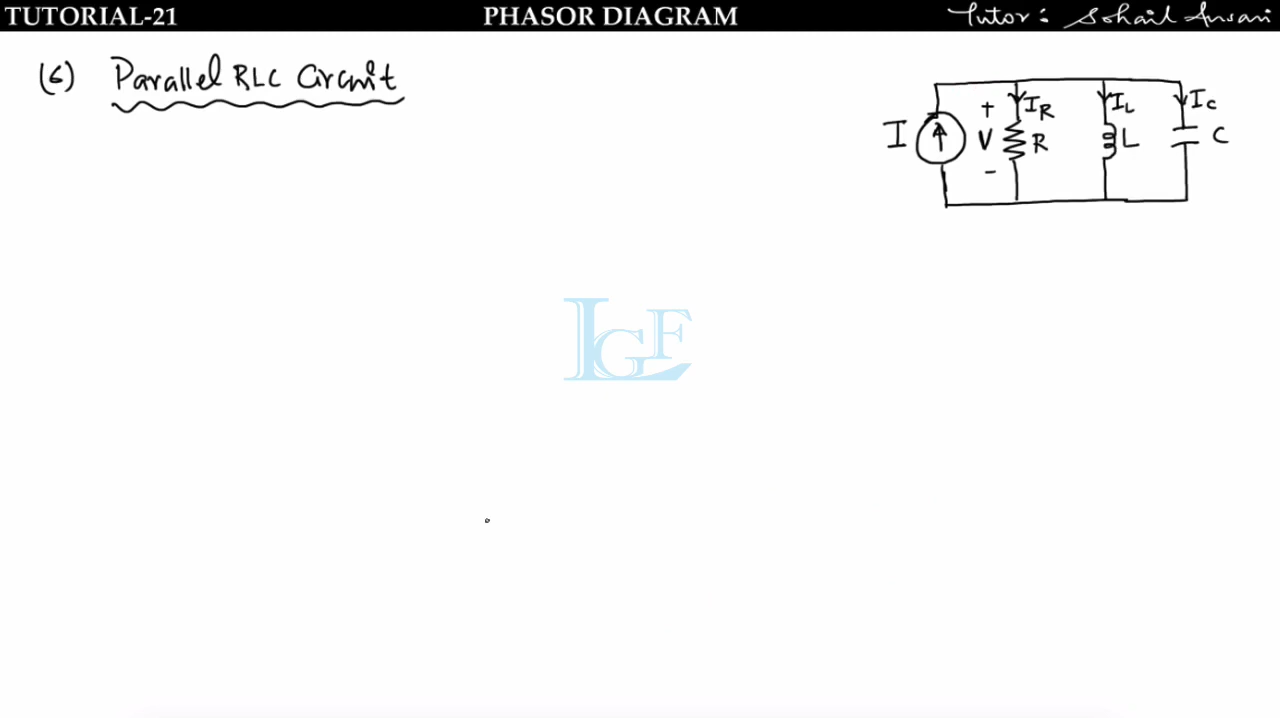 TUTORIAL-21 PHASOR DIAGRAM Tutor: Sohail Ansari
(6) Parallel RLC Circuit
I + V - IR R IL L IC C
LGF